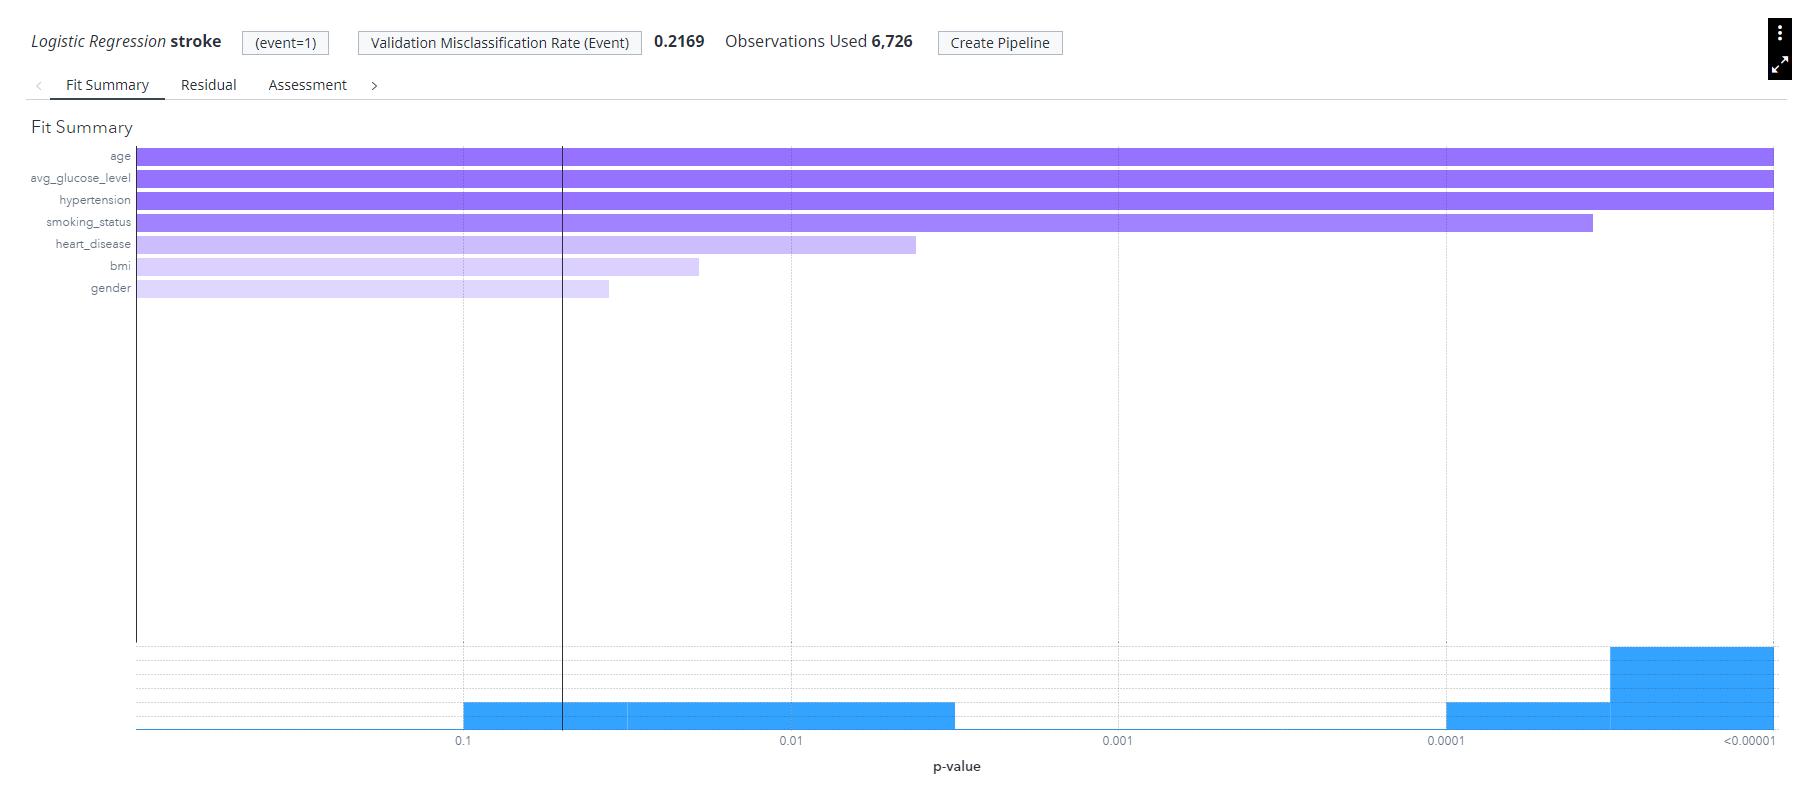 Logistic Regression stroke (event=1) Validation Misclassification Rate (Event) 0.2169 Observations Used 6,726 Create Pipeline
Fit Summary Residual Assessment
Fit Summary
age
avg_glucose_level
hypertension
smoking_status
heart_disease
bmi
gender
0.1 0.01 0.001 0.0001 <0.00001
p-value